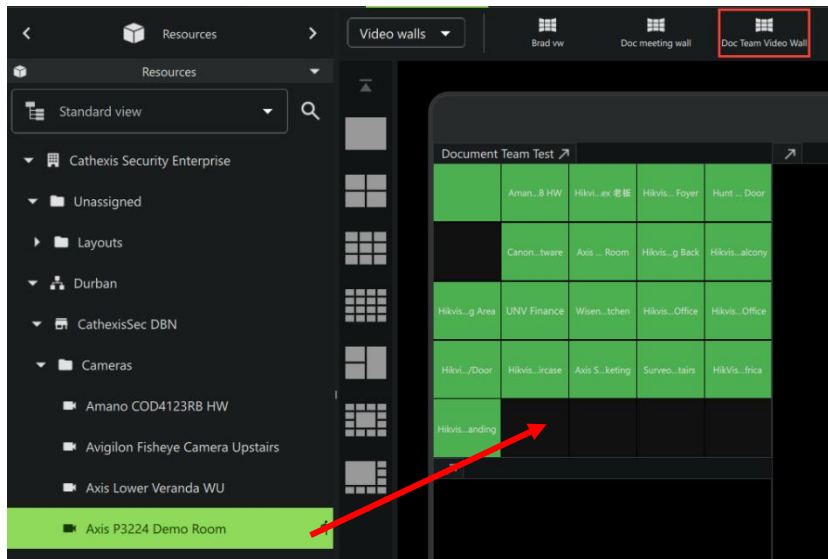 Resources
Video walls
Brad vw
Doc meeting wall
Doc Team Video Wall
Resources
Standard view
Cathexis Security Enterprise
Unassigned
Layouts
Durban
CathexisSec DBN
Cameras
Amano COD4123RB HW
Avigilon Fisheye Camera Upstairs
Axis Lower Veranda WU
Axis P3224 Demo Room
Document Team Test
Aman...B HW
Hikvi...ex 老板
Hikvis... Foyer
Hunt ... Door
Canon...tware
Axis ... Room
Hikvis...g Back
Hikvis...alcony
Hikvis...g Area
UNV Finance
Wisen...tchen
Hikvis...Office
Hikvis...Office
Hikvi.../Door
Hikvis...ircase
Axis S...keting
Surveo...tairs
HikVis...frica
Hikvis...anding